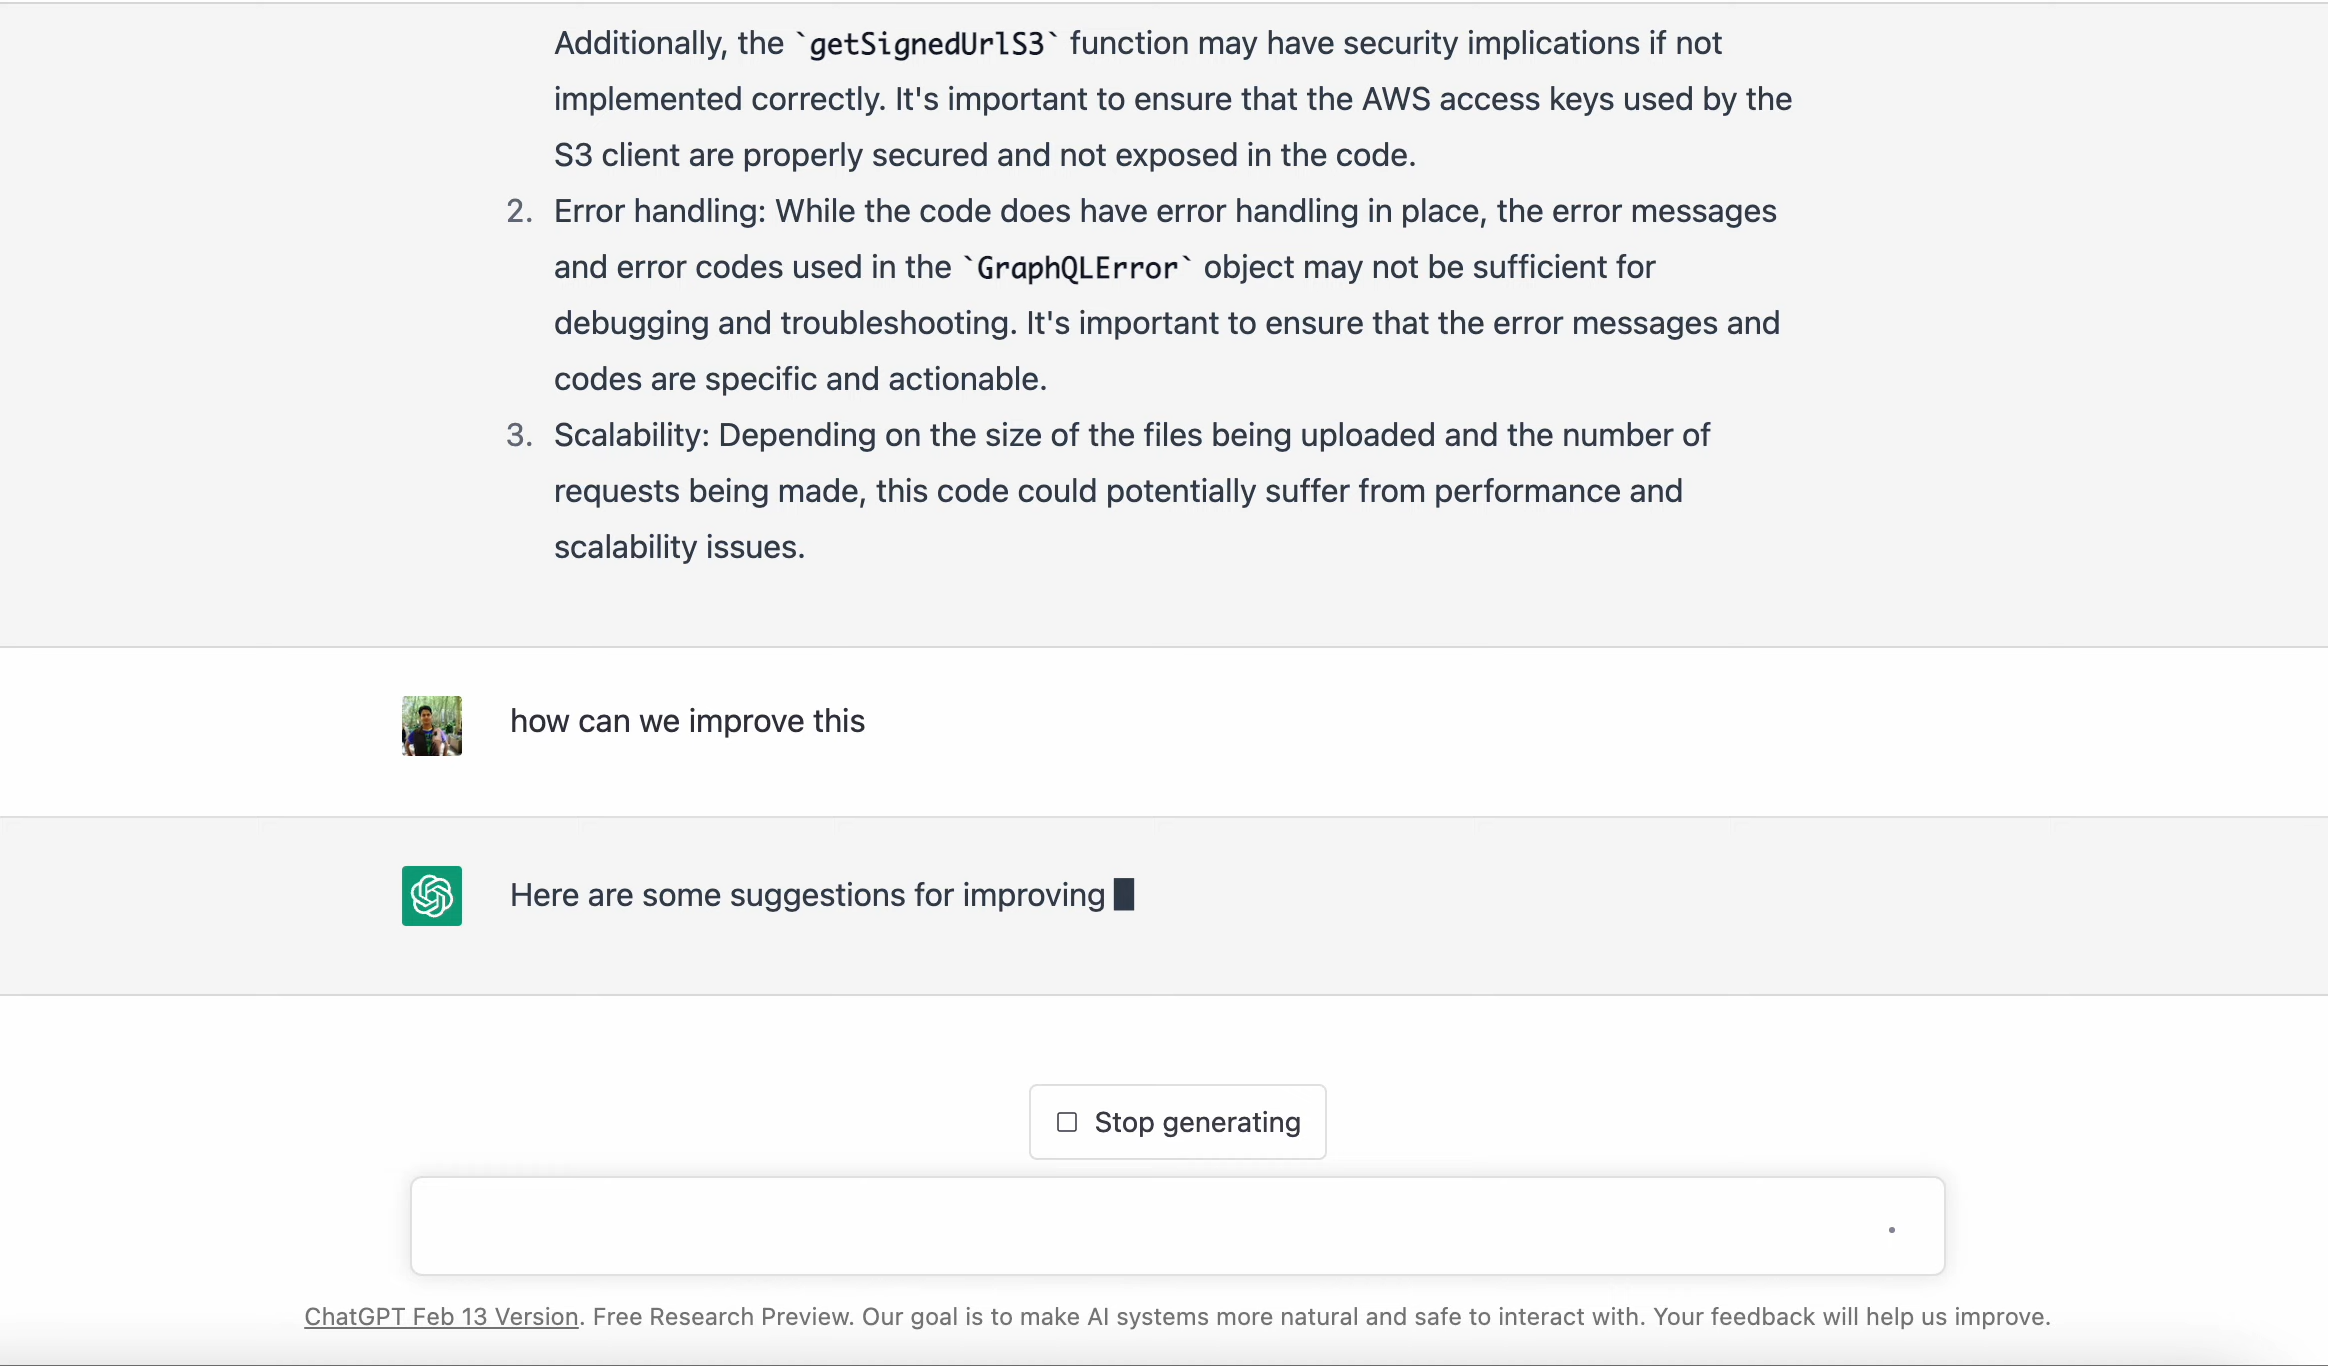 Additionally, the `getSignedUrlS3` function may have security implications if not
implemented correctly. It's important to ensure that the AWS access keys used by the
S3 client are properly secured and not exposed in the code.
2. Error handling: While the code does have error handling in place, the error messages
and error codes used in the `GraphQLError` object may not be sufficient for
debugging and troubleshooting. It's important to ensure that the error messages and
codes are specific and actionable.
3. Scalability: Depending on the size of the files being uploaded and the number of
requests being made, this code could potentially suffer from performance and
scalability issues.
how can we improve this
Here are some suggestions for improving
Stop generating
ChatGPT Feb 13 Version. Free Research Preview. Our goal is to make AI systems more natural and safe to interact with. Your feedback will help us improve.